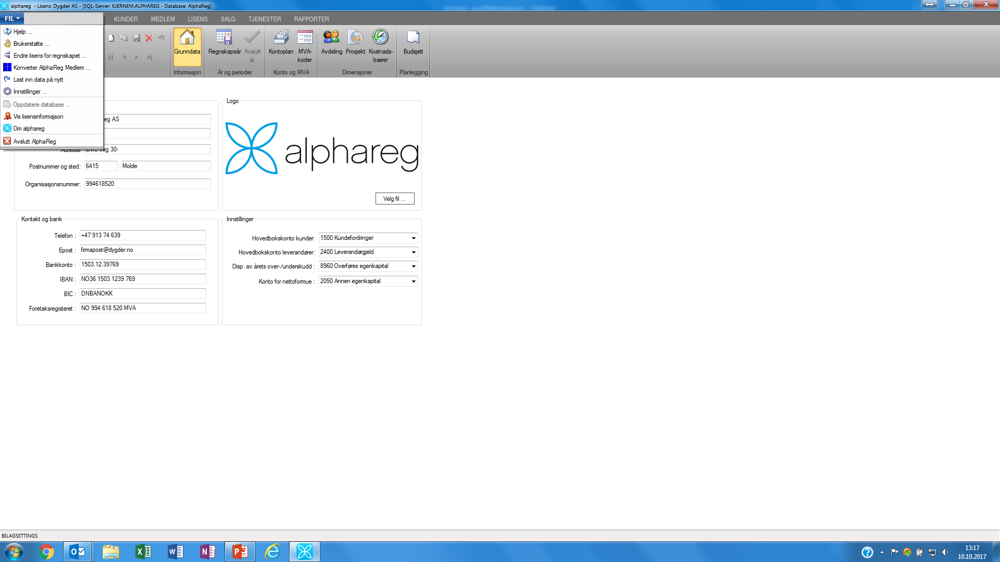 alphareg - Lisens: Dygder AS - [SQL-Server: KJERNEN\ALPHAREG - Database: AlphaReg]
FIL
KUNDER
MEDLEM
LISENS
SALG
TJENESTER
RAPPORTER
Hjelp ...
Brukerstøtte ...
Endre lisens for regnskapet ...
Konverter AlphaReg Medlem ...
Last inn data på nytt
Innstillinger ...
Oppdatere database ...
Vis lisensinformajson
Om alphareg
Avslutt AlphaReg
Grunndata
Informasjon
Regnskapsår
Avslutt
år
År og perioder
Kontoplan
MVA-
koder
Konto og MVA
Avdeling
Prosjekt
Kostnads-
bærer
Dimensjoner
Budsjett
Planlegging
eg AS
Adresse
Øvre veg 30-
Postnummer og sted: 6415 Molde
Organisasjonsnummer: 994618520
Logo
alphareg
Velg fil ...
Kontakt og bank
Telefon : +47 913 74 639
Epost : firmapost@dygder.no
Bankkonto : 1503.12.39769
IBAN : NO36 1503 1239 769
BIC : DNBANOKK
Foretaksregisteret : NO 994 618 520 MVA
Innstillinger
Hovedbokskonto kunder: 1500 Kundefordringer
Hovedbokskonto leverandører: 2400 Leverandørgjeld
Disp. av årets over-/underskudd : 8960 Overføres egenkapital
Konto for nettoformue : 2050 Annen egenkapital
BILAGSETTINGS
13:17
10.10.2017